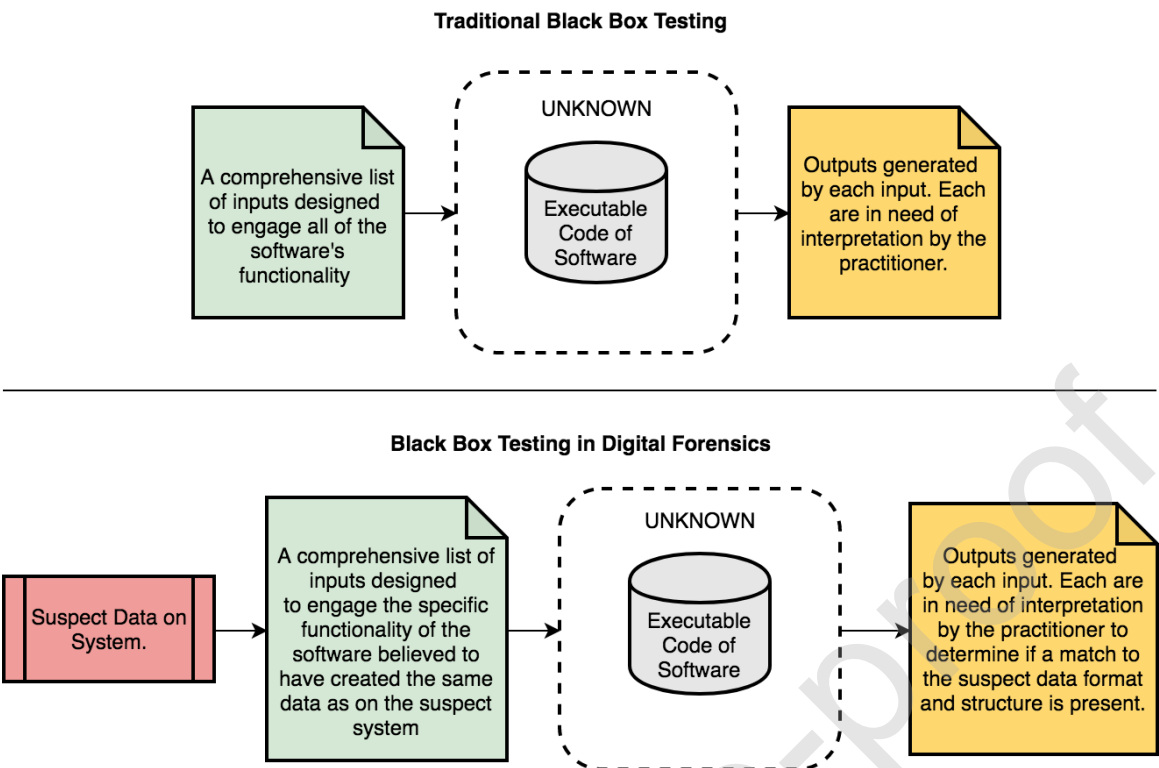 Traditional Black Box Testing
A comprehensive list
of inputs designed
to engage all of the
software's
functionality
UNKNOWN
Executable
Code of
Software
Outputs generated
by each input. Each
are in need of
interpretation by the
practitioner.
Black Box Testing in Digital Forensics
Suspect Data on
System.
A comprehensive list of
inputs designed
to engage the specific
functionality of the
software believed to
have created the same
data as on the suspect
system
UNKNOWN
Executable
Code of
Software
Outputs generated
by each input. Each are
in need of interpretation
by the practitioner to
determine if a match to
the suspect data format
and structure is present.
-proof